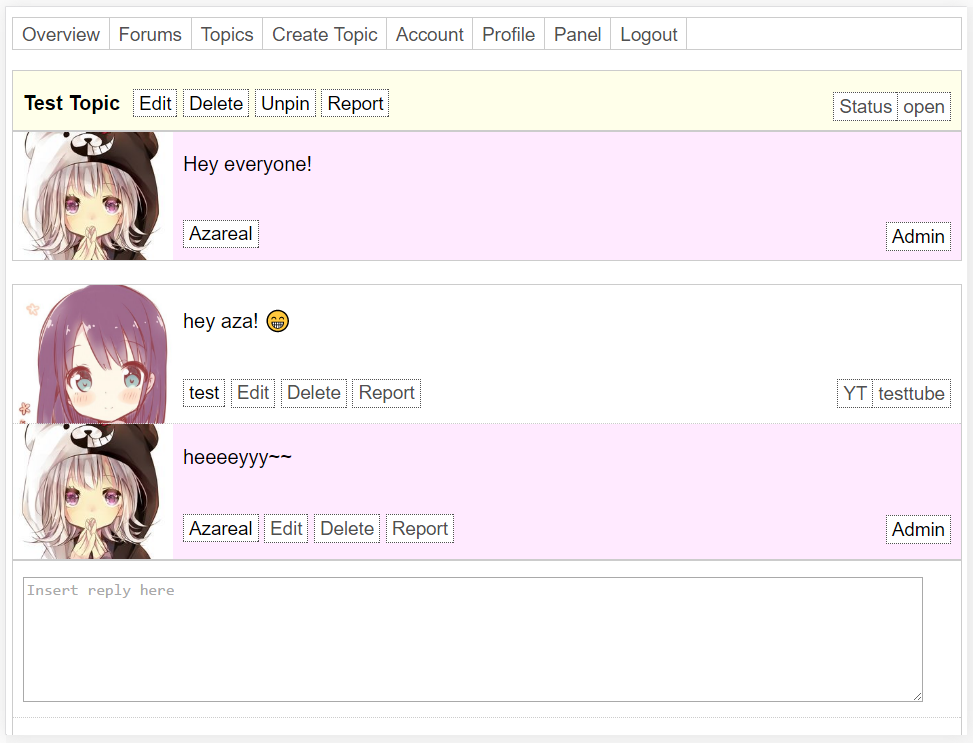 Overview Forums Topics Create Topic Account Profile Panel Logout
Test Topic Edit Delete Unpin Report Status open
Hey everyone!
Azareal Admin
hey aza! 😁
test Edit Delete Report YT testtube
heeeeyyy~~
Azareal Edit Delete Report Admin
Insert reply here